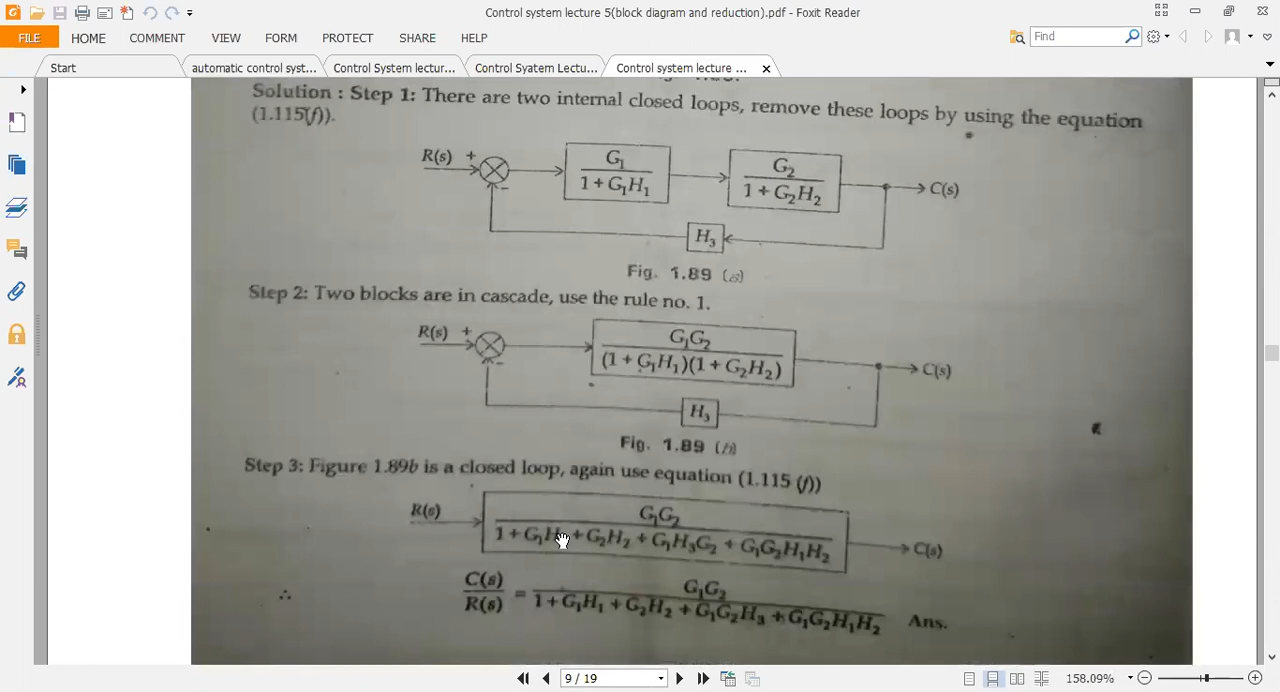 Control system lecture 5(block diagram and reduction).pdf - Foxit Reader
FILE HOME COMMENT VIEW FORM PROTECT SHARE HELP Find
Start automatic control syst... Control System lectur... Control SyatemLectu... Control system lecture ...
Solution : Step 1: There are two internal closed loops, remove these loops by using the equation
(1.115(f)).
R(s) + G₁ G₂
- 1 + G₁H₁ 1 + G₂H₂ C(s)
H₃
Fig. 1.89 (a)
Step 2: Two blocks are in cascade, use the rule no. 1.
R(s) + G₁G₂
- (1 + G₁H₁)(1 + G₂H₂) C(s)
H₃
Fig. 1.89 (b)
Step 3: Figure 1.89b is a closed loop, again use equation (1.115 (f))
R(s) G₁G₂
1 + G₁H + G₂H₂ + G₁H₃G₂ + G₁G₂H₁H₂ C(s)
∴ C(s) = G₁G₂
R(s) 1 + G₁H₁ + G₂H₂ + G₁G₂H₃ + G₁G₂H₁H₂ Ans.
9 / 19 158.09%